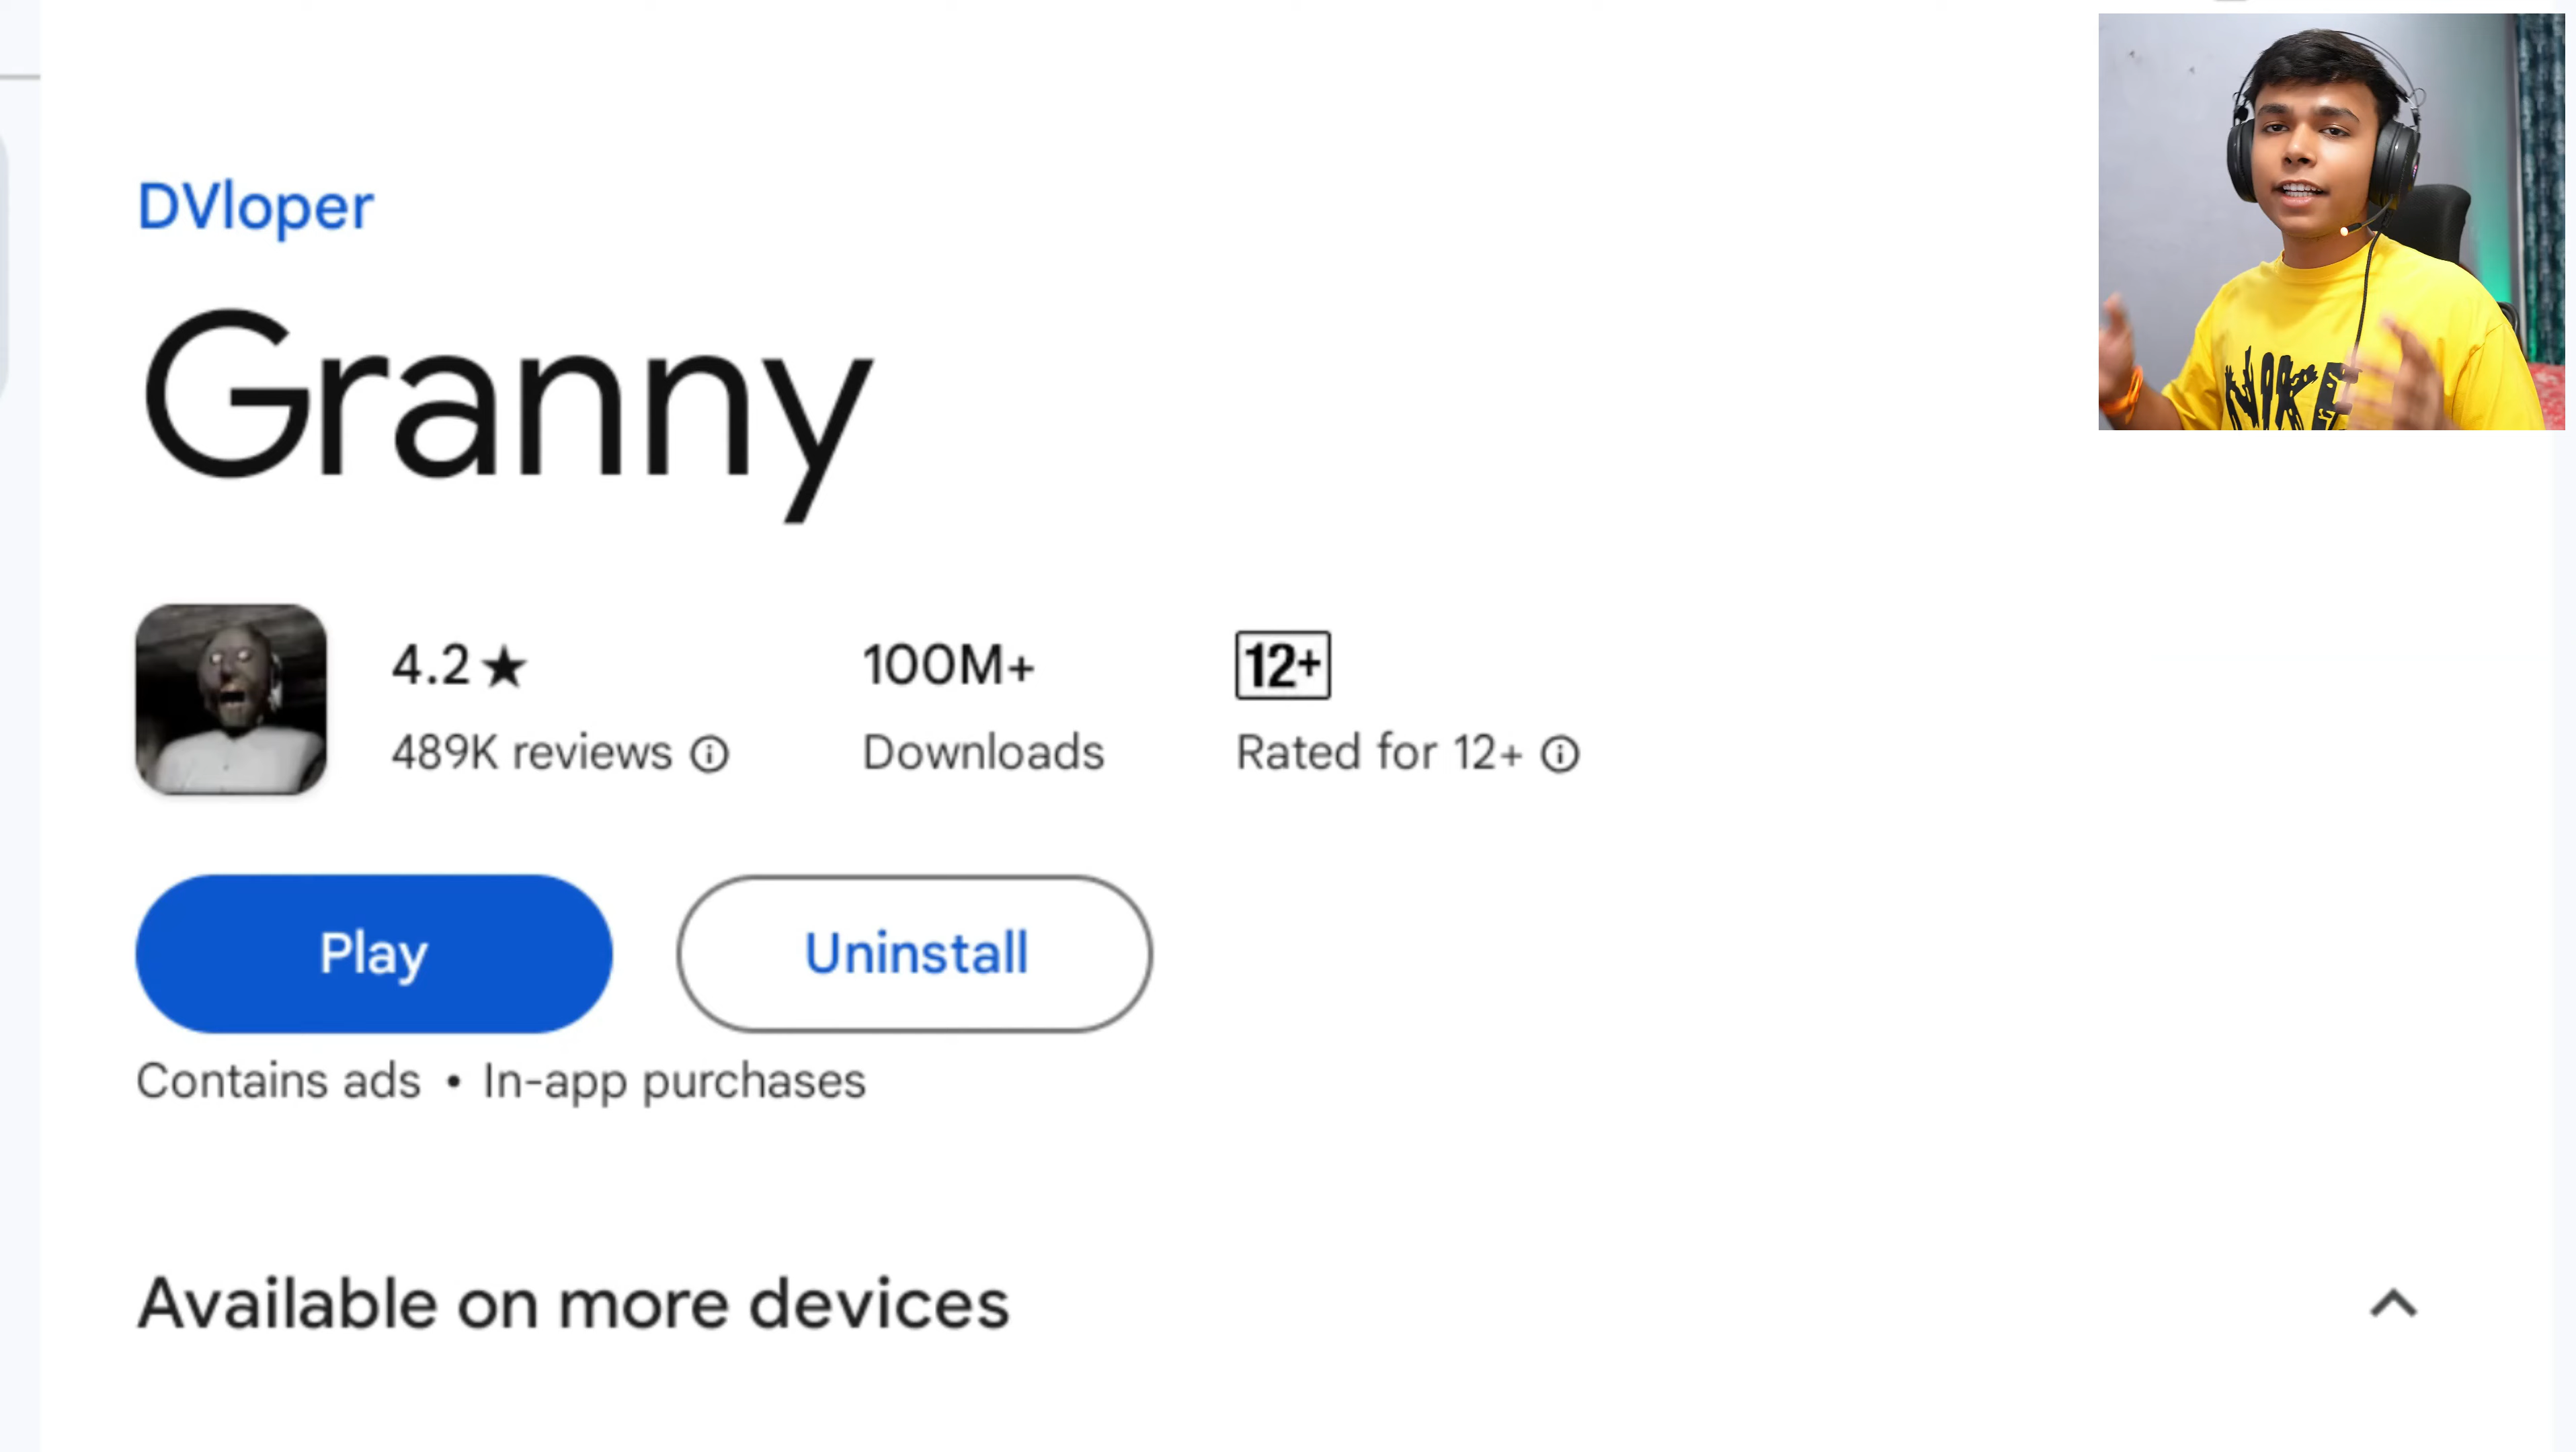 DVloper
Granny
4.2★ 100M+ 12+
489K reviews Downloads Rated for 12+
Play Uninstall
Contains ads • In-app purchases
Available on more devices
NIKE